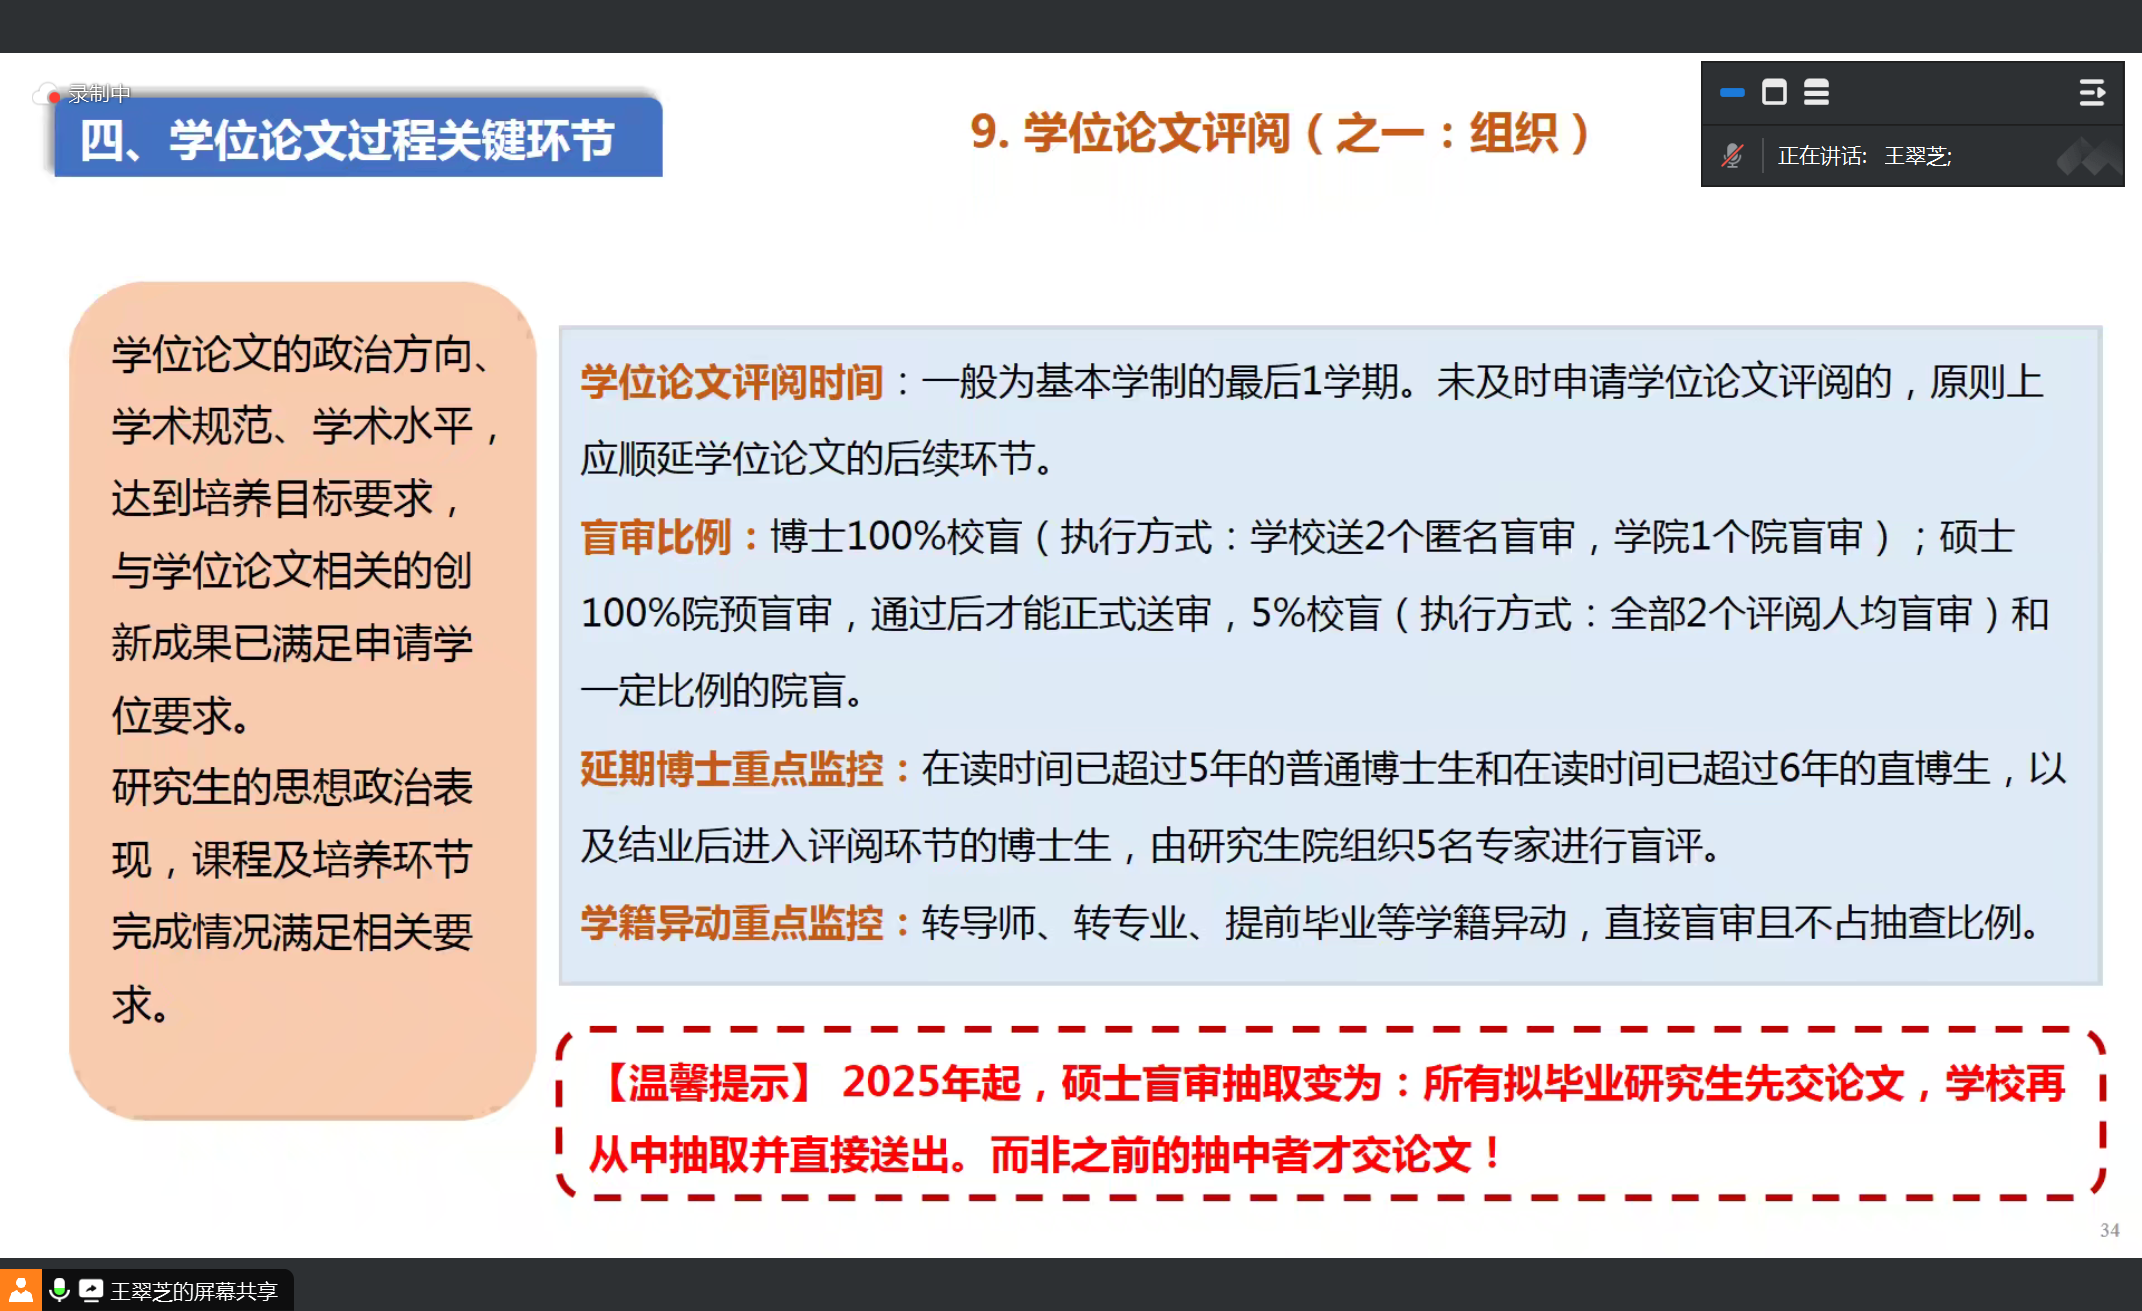 录制中
四、学位论文过程关键环节
9. 学位论文评阅（之一：组织）
正在讲话: 王翠芝;
学位论文的政治方向、
学术规范、学术水平，
达到培养目标要求，
与学位论文相关的创
新成果已满足申请学
位要求。
研究生的思想政治表
现，课程及培养环节
完成情况满足相关要
求。
学位论文评阅时间：一般为基本学制的最后1学期。未及时申请学位论文评阅的，原则上
应顺延学位论文的后续环节。
盲审比例：博士100%校盲（执行方式：学校送2个匿名盲审，学院1个院盲审）；硕士
100%院预盲审，通过后才能正式送审，5%校盲（执行方式：全部2个评阅人均盲审）和
一定比例的院盲。
延期博士重点监控：在读时间已超过5年的普通博士生和在读时间已超过6年的直博生，以
及结业后进入评阅环节的博士生，由研究生院组织5名专家进行盲评。
学籍异动重点监控：转导师、转专业、提前毕业等学籍异动，直接盲审且不占抽查比例。
【温馨提示】 2025年起，硕士盲审抽取变为：所有拟毕业研究生先交论文，学校再
从中抽取并直接送出。而非之前的抽中者才交论文！
34
王翠芝的屏幕共享